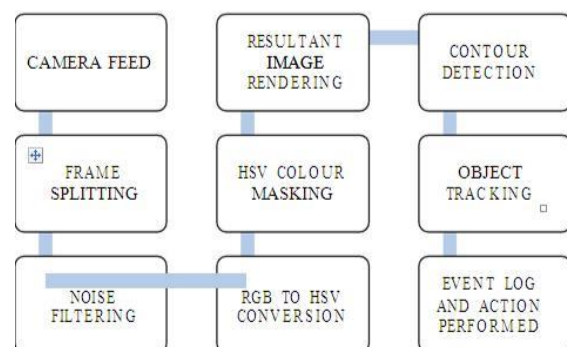 CAMERA FEED
FRAME
SPLITTING
NOISE
FILTERING
RGB TO HSV
CONVERSION
HSV COLOUR
MASKING
RESULTANT
IMAGE
RENDERING
CONTOUR
DETECTION
OBJECT
TRACKING
EVENT LOG
AND ACTION
PERFORMED